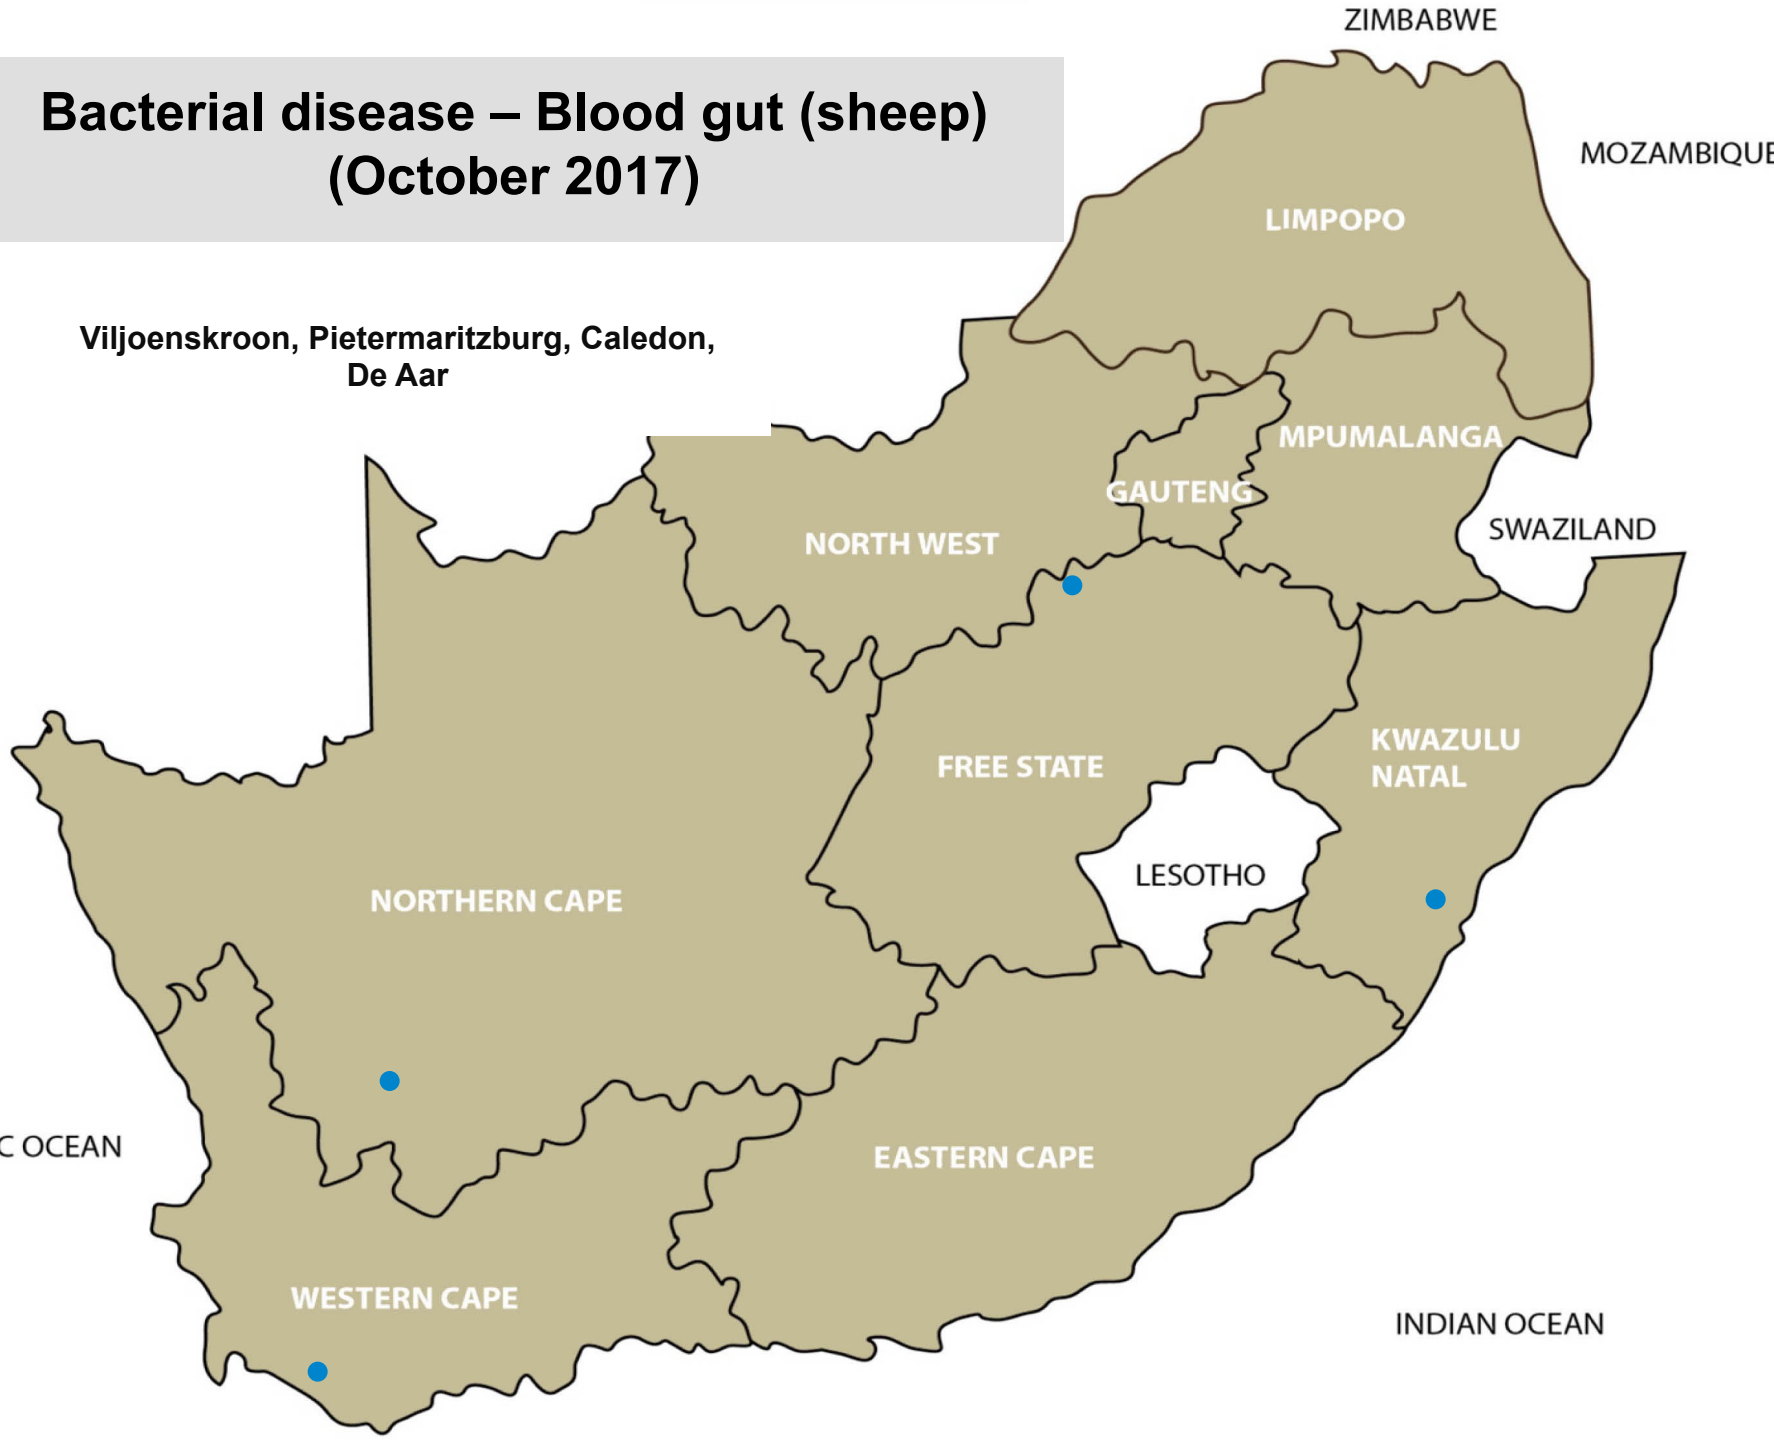 ZIMBABWE
Bacterial disease – Blood gut (sheep)
(October 2017)
MOZAMBIQUE
LIMPOPO
Viljoenskroon, Pietermaritzburg, Caledon,
De Aar
MPUMALANGA
GAUTENG
NORTH WEST
SWAZILAND
KWAZULU
NATAL
FREE STATE
LESOTHO
NORTHERN CAPE
C OCEAN
EASTERN CAPE
WESTERN CAPE
INDIAN OCEAN